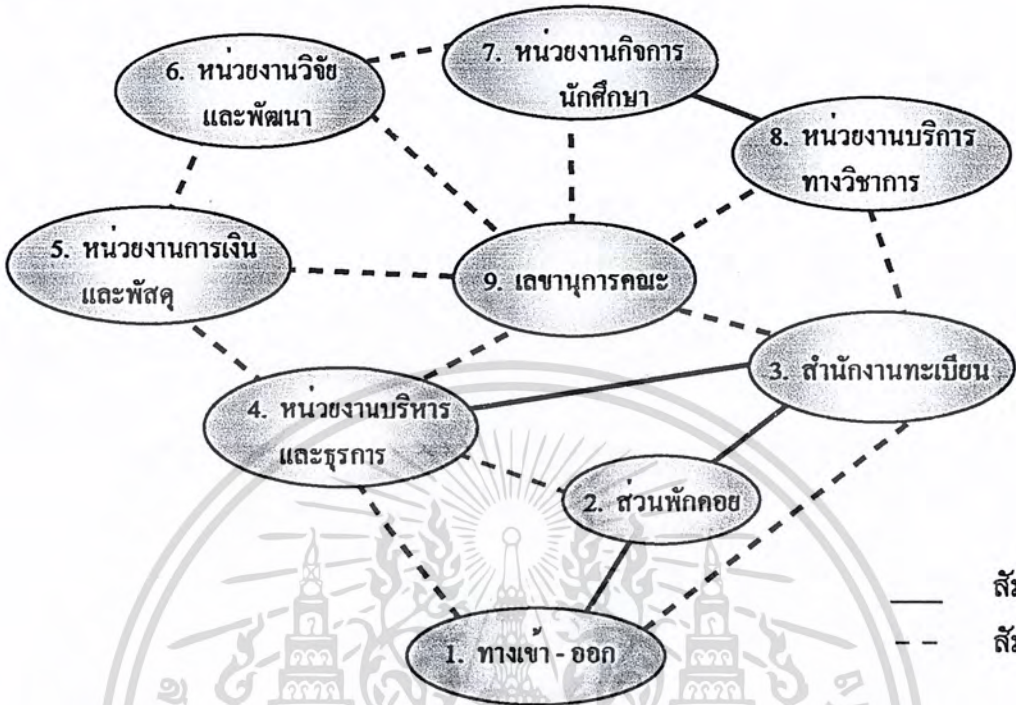 7. หน่วยงานกิจการ
นักศึกษา
6. หน่วยงานวิจัย
และพัฒนา
8. หน่วยงานบริการ
ทางวิชาการ
5. หน่วยงานการเงิน
และพัสดุ
9. เลขานุการคณะ
3. สำนักงานทะเบียน
4. หน่วยงานบริหาร
และธุรการ
2. ส่วนพักคอย
1. ทางเข้า - ออก